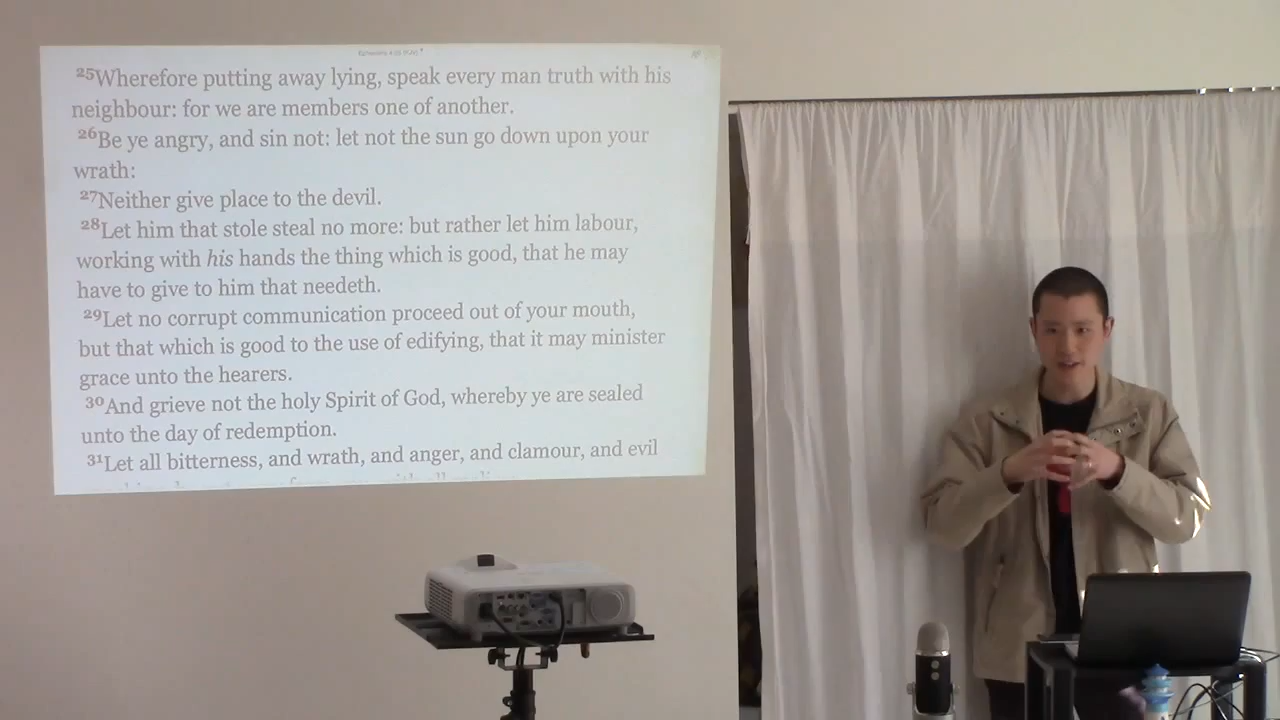 ²⁵Wherefore putting away lying, speak every man truth with his
neighbour: for we are members one of another.
²⁶Be ye angry, and sin not: let not the sun go down upon your
wrath:
²⁷Neither give place to the devil.
²⁸Let him that stole steal no more: but rather let him labour,
working with his hands the thing which is good, that he may
have to give to him that needeth.
²⁹Let no corrupt communication proceed out of your mouth,
but that which is good to the use of edifying, that it may minister
grace unto the hearers.
³⁰And grieve not the holy Spirit of God, whereby ye are sealed
unto the day of redemption.
³¹Let all bitterness, and wrath, and anger, and clamour, and evil